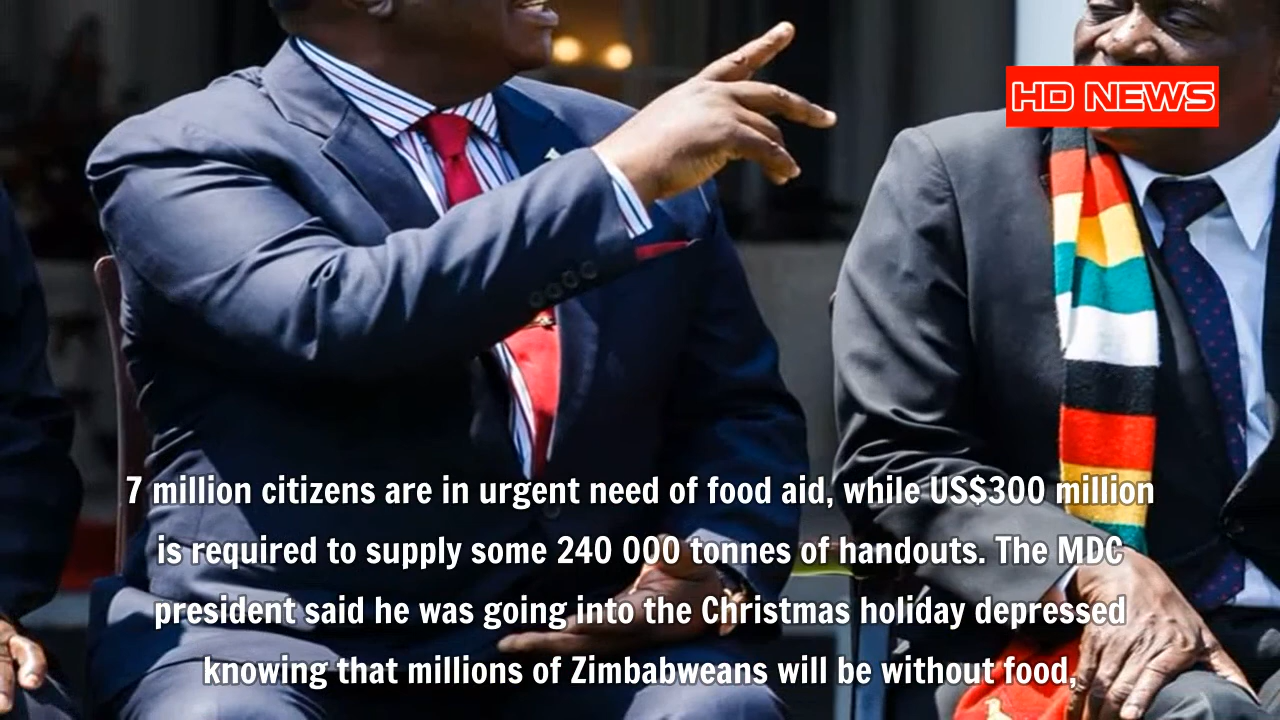 HD NEWS
7 million citizens are in urgent need of food aid, while US$300 million
is required to supply some 240 000 tonnes of handouts. The MDC
president said he was going into the Christmas holiday depressed
knowing that millions of Zimbabweans will be without food,